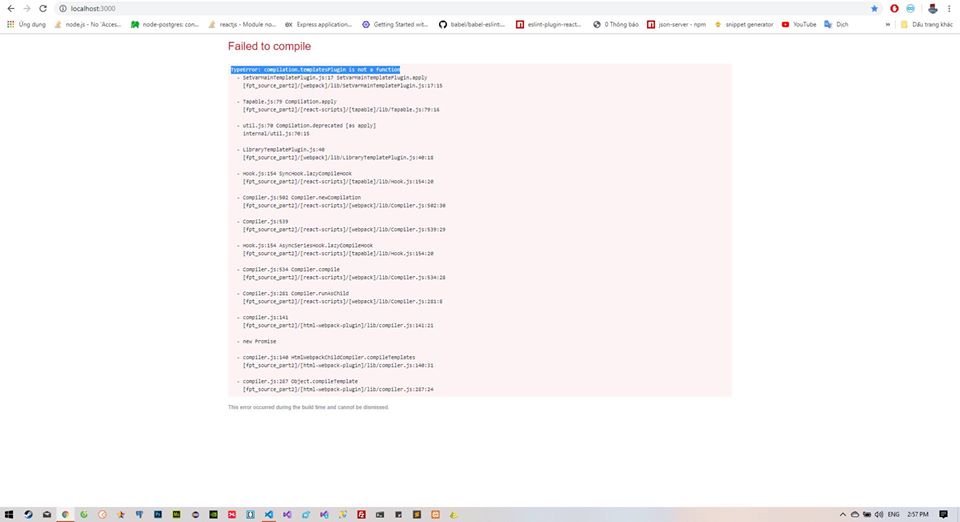 localhost:3000
Ứng dụng
node.js - No 'Acces...
node-postgres: con...
reactjs - Module no...
Express application...
Getting Started wit...
babel/babel-eslint:...
eslint-plugin-react...
0 Thông báo
json-server - npm
snippet generator
YouTube
Dịch
»
Dấu trang khác
Failed to compile
TypeError: compilation.templatesPlugin is not a function
- SetVarMainTemplatePlugin.js:17 SetVarMainTemplatePlugin.apply
[fpt_source_part2]/[webpack]/lib/SetVarMainTemplatePlugin.js:17:15
- Tapable.js:79 Compilation.apply
[fpt_source_part2]/[react-scripts]/[tapable]/lib/Tapable.js:79:16
- util.js:70 Compilation.deprecated [as apply]
internal/util.js:70:15
- LibraryTemplatePlugin.js:40
[fpt_source_part2]/[webpack]/lib/LibraryTemplatePlugin.js:40:18
- Hook.js:154 SyncHook.lazyCompileHook
[fpt_source_part2]/[react-scripts]/[tapable]/lib/Hook.js:154:20
- Compiler.js:502 Compiler.newCompilation
[fpt_source_part2]/[react-scripts]/[webpack]/lib/Compiler.js:502:30
- Compiler.js:539
[fpt_source_part2]/[react-scripts]/[webpack]/lib/Compiler.js:539:29
- Hook.js:154 AsyncSeriesHook.lazyCompileHook
[fpt_source_part2]/[react-scripts]/[tapable]/lib/Hook.js:154:20
- Compiler.js:534 Compiler.compile
[fpt_source_part2]/[react-scripts]/[webpack]/lib/Compiler.js:534:28
- Compiler.js:281 Compiler.runAsChild
[fpt_source_part2]/[react-scripts]/[webpack]/lib/Compiler.js:281:8
- compiler.js:141
[fpt_source_part2]/[html-webpack-plugin]/lib/compiler.js:141:21
- new Promise
- compiler.js:140 HtmlWebpackChildCompiler.compileTemplates
[fpt_source_part2]/[html-webpack-plugin]/lib/compiler.js:140:31
- compiler.js:287 Object.compileTemplate
[fpt_source_part2]/[html-webpack-plugin]/lib/compiler.js:287:24
This error occurred during the build time and cannot be dismissed.
ENG
2:57 PM